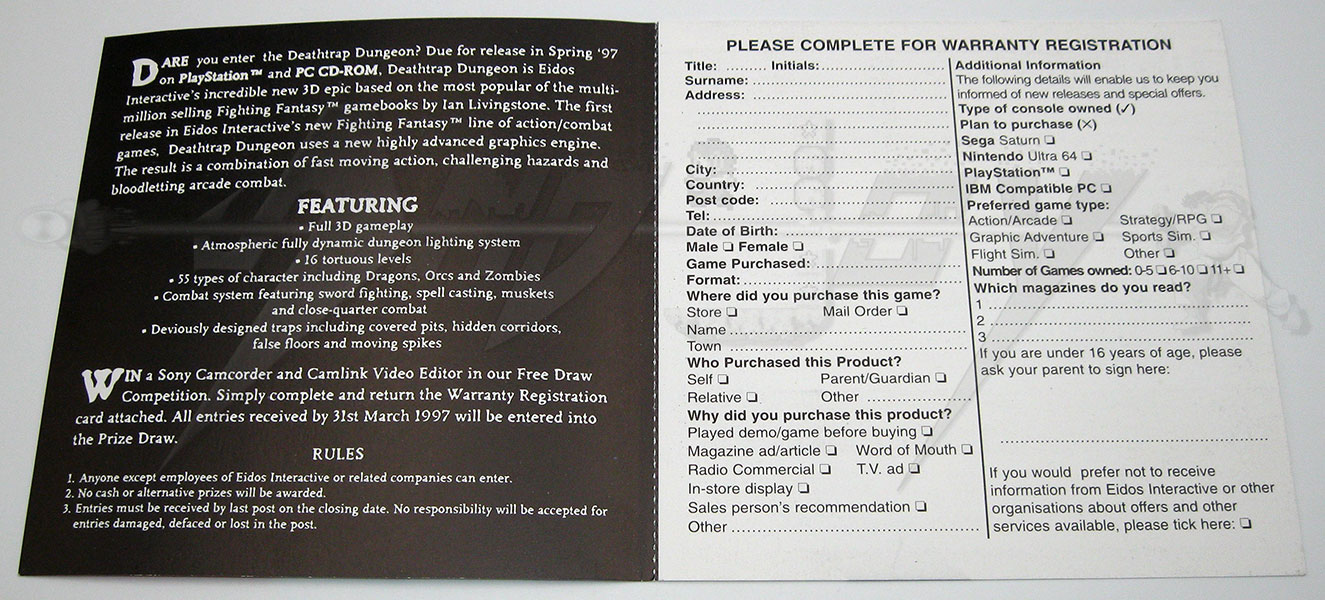 DARE you enter the Deathtrap Dungeon? Due for release in Spring '97
on PlayStation™ and PC CD-ROM, Deathtrap Dungeon is Eidos
Interactive's incredible new 3D epic based on the most popular of the multi-
million selling Fighting Fantasy™ gamebooks by Ian Livingstone. The first
release in Eidos Interactive's new Fighting Fantasy™ line of action/combat
games, Deathtrap Dungeon uses a new highly advanced graphics engine.
The result is a combination of fast moving action, challenging hazards and
bloodletting arcade combat.
FEATURING
• Full 3D gameplay
• Atmospheric fully dynamic dungeon lighting system
• 16 tortuous levels
• 55 types of character including Dragons, Orcs and Zombies
• Combat system featuring sword fighting, spell casting, muskets
and close-quarter combat
• Deviously designed traps including covered pits, hidden corridors,
false floors and moving spikes
WIN a Sony Camcorder and Camlink Video Editor in our Free Draw
Competition. Simply complete and return the Warranty Registration
card attached. All entries received by 31st March 1997 will be entered into
the Prize Draw.
RULES
1. Anyone except employees of Eidos Interactive or related companies can enter.
2. No cash or alternative prizes will be awarded.
3. Entries must be received by last post on the closing date. No responsibility will be accepted for
entries damaged, defaced or lost in the post.
PLEASE COMPLETE FOR WARRANTY REGISTRATION
Title: ........ Initials: ........
Surname: ........
Address: ........
City: ........
Country: ........
Post code: ........
Tel: ........
Date of Birth: ........
Male ❑ Female ❑
Game Purchased: ........
Format: ........
Where did you purchase this game?
Store ❑ Mail Order ❑
Name ........
Town ........
Who Purchased this Product?
Self ❑ Parent/Guardian ❑
Relative ❑ Other ........
Why did you purchase this product?
Played demo/game before buying ❑
Magazine ad/article ❑ Word of Mouth ❑
Radio Commercial ❑ T.V. ad ❑
In-store display ❑
Sales person's recommendation ❑
Other ........
Additional Information
The following details will enable us to keep you
informed of new releases and special offers.
Type of console owned (✓)
Plan to purchase (✕)
Sega Saturn ❑
Nintendo Ultra 64 ❑
PlayStation™ ❑
IBM Compatible PC ❑
Preferred game type:
Action/Arcade ❑ Strategy/RPG ❑
Graphic Adventure ❑ Sports Sim. ❑
Flight Sim. ❑ Other ❑
Number of Games owned: 0-5 ❑ 6-10 ❑ 11+ ❑
Which magazines do you read?
1 ........
2 ........
3 ........
If you are under 16 years of age, please
ask your parent to sign here:
........
If you would prefer not to receive
information from Eidos Interactive or other
organisations about offers and other
services available, please tick here: ❑